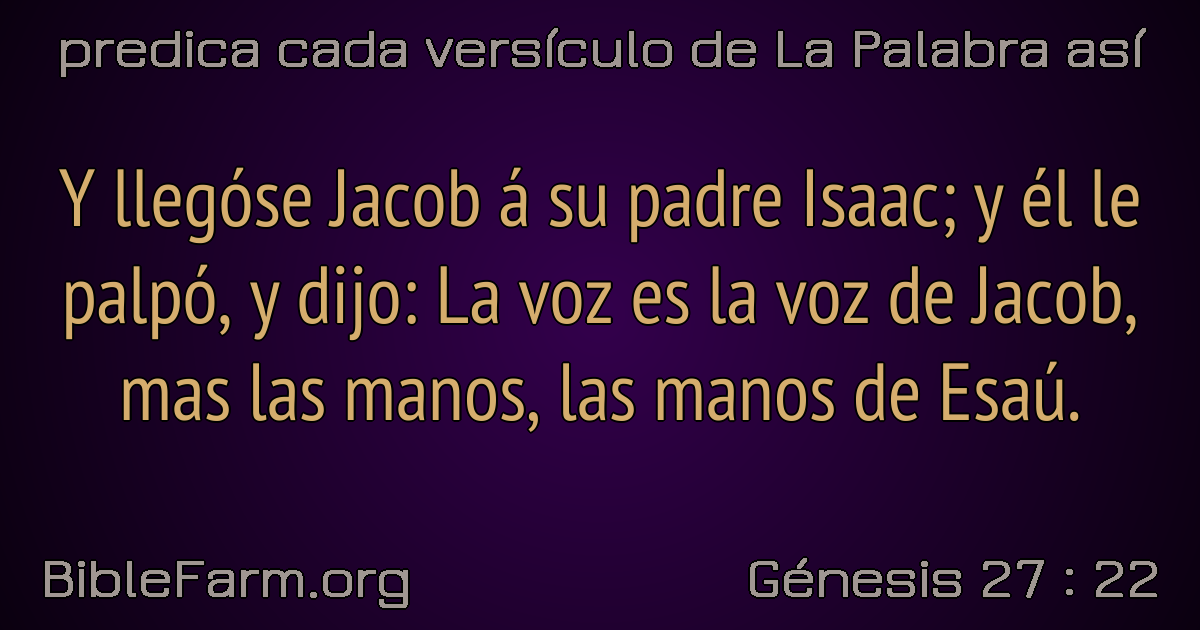 predica cada versículo de La Palabra así
Y llegóse Jacob á su padre Isaac; y él le
palpó, y dijo: La voz es la voz de Jacob,
mas las manos, las manos de Esaú.
BibleFarm.org
Génesis 27 : 22